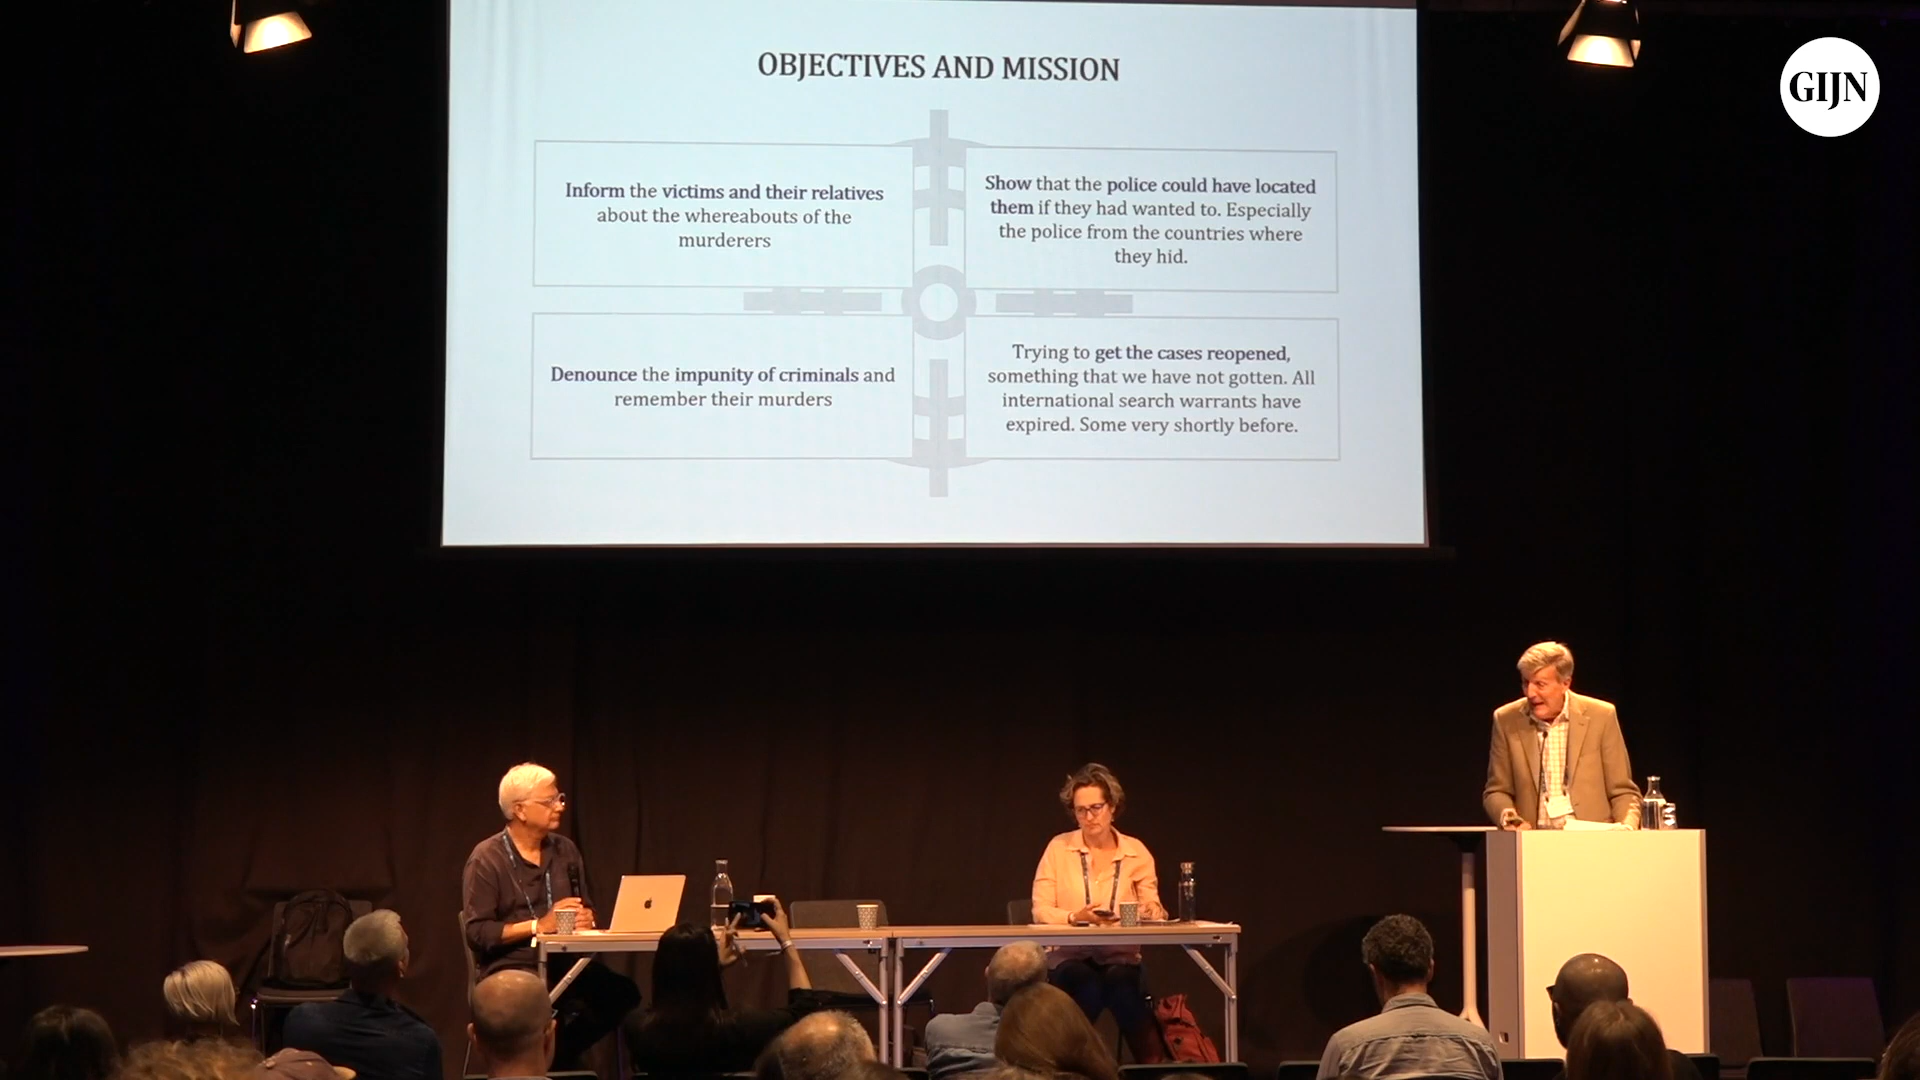 OBJECTIVES AND MISSION
Inform the victims and their relatives
about the whereabouts of the
murderers
Show that the police could have located
them if they had wanted to. Especially
the police from the countries where
they hid.
Denounce the impunity of criminals and
remember their murders
Trying to get the cases reopened,
something that we have not gotten. All
international search warrants have
expired. Some very shortly before.
GIJN